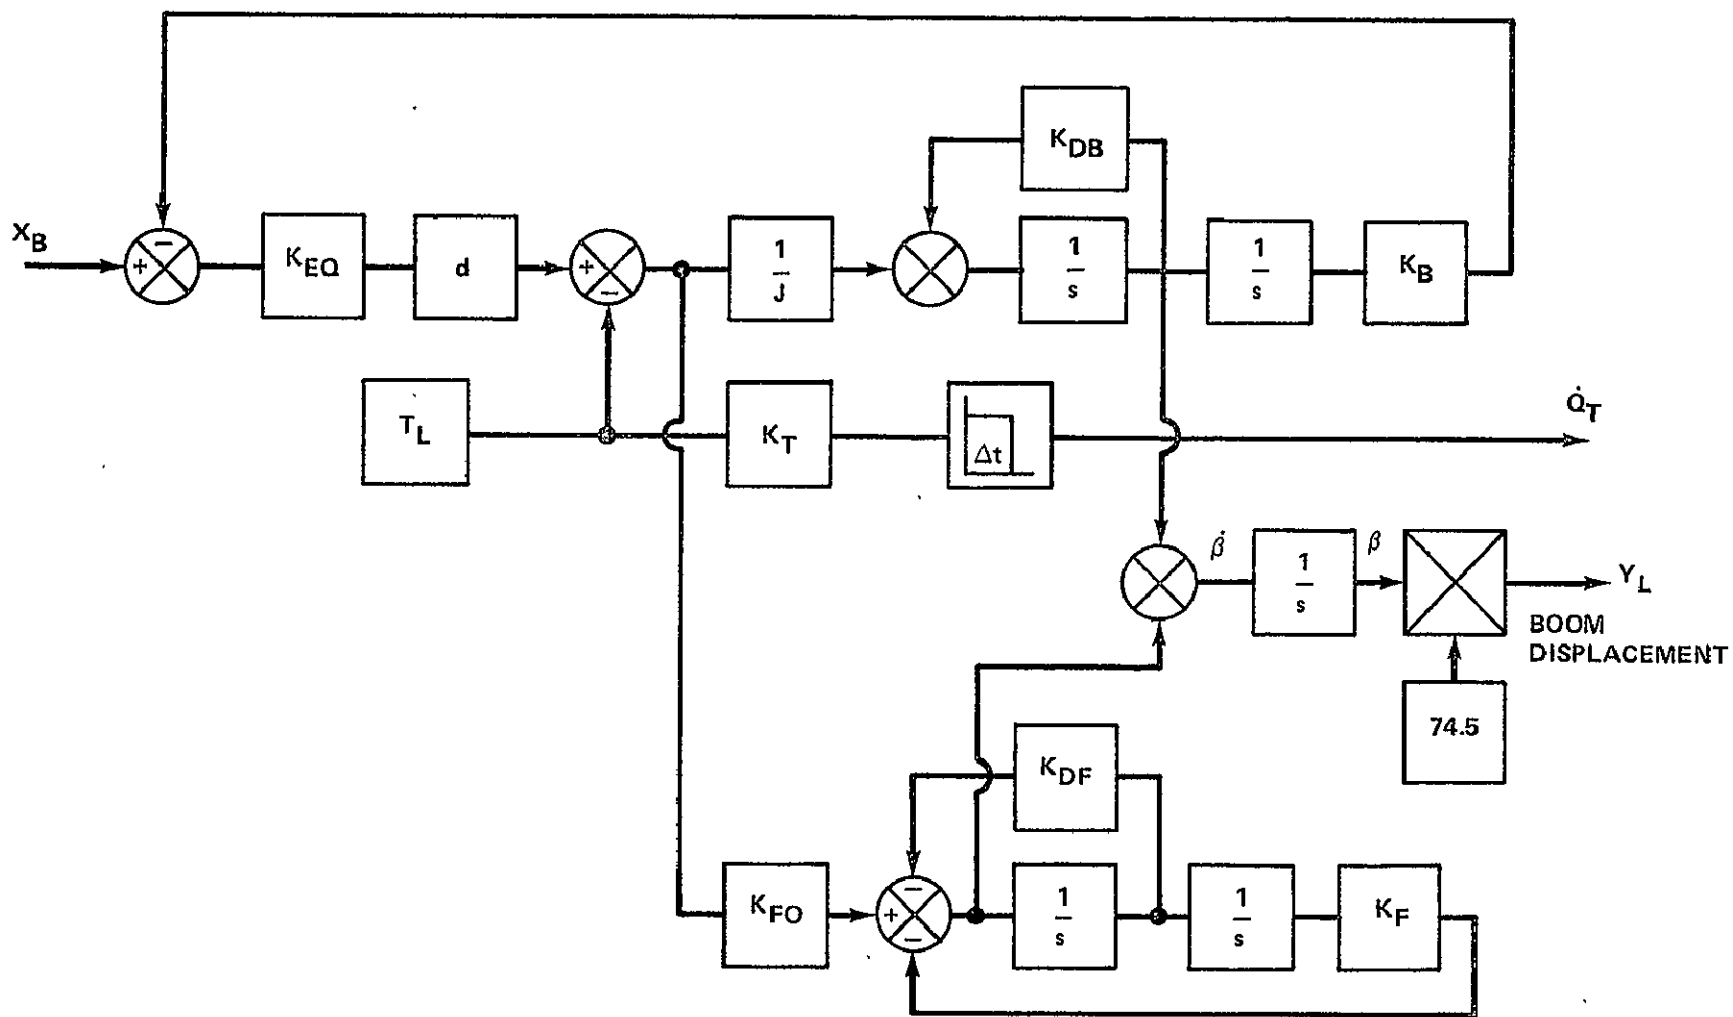 K_DB
X_B
+
−
K_EQ
d
+
−
1
J
1
s
1
s
K_B
T_L
K_T
Δt
Q̇_T
β̇
1
s
β
Y_L
BOOM
DISPLACEMENT
74.5
K_DF
K_FO
+
−
−
1
s
1
s
K_F